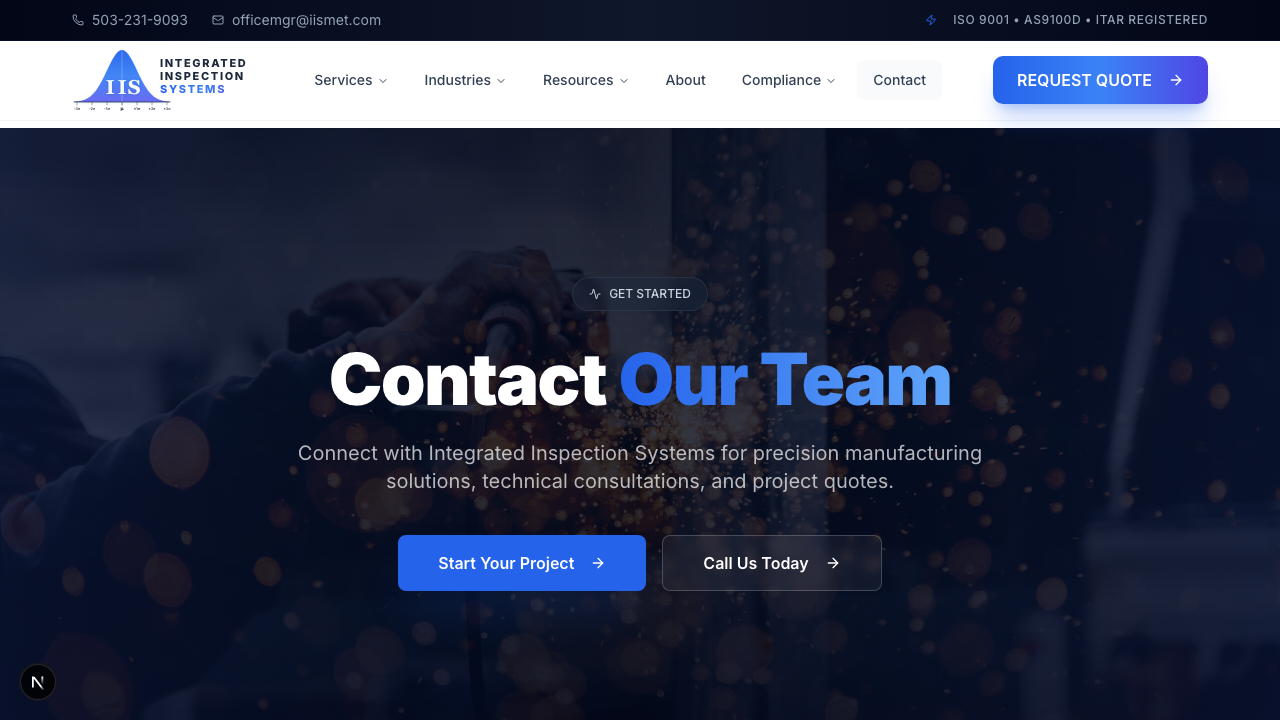 503-231-9093
officemgr@iismet.com
ISO 9001 • AS9100D • ITAR REGISTERED
IIS
INTEGRATED
INSPECTION
SYSTEMS
Services
Industries
Resources
About
Compliance
Contact
REQUEST QUOTE
GET STARTED
Contact Our Team
Connect with Integrated Inspection Systems for precision manufacturing
solutions, technical consultations, and project quotes.
Start Your Project
Call Us Today
N